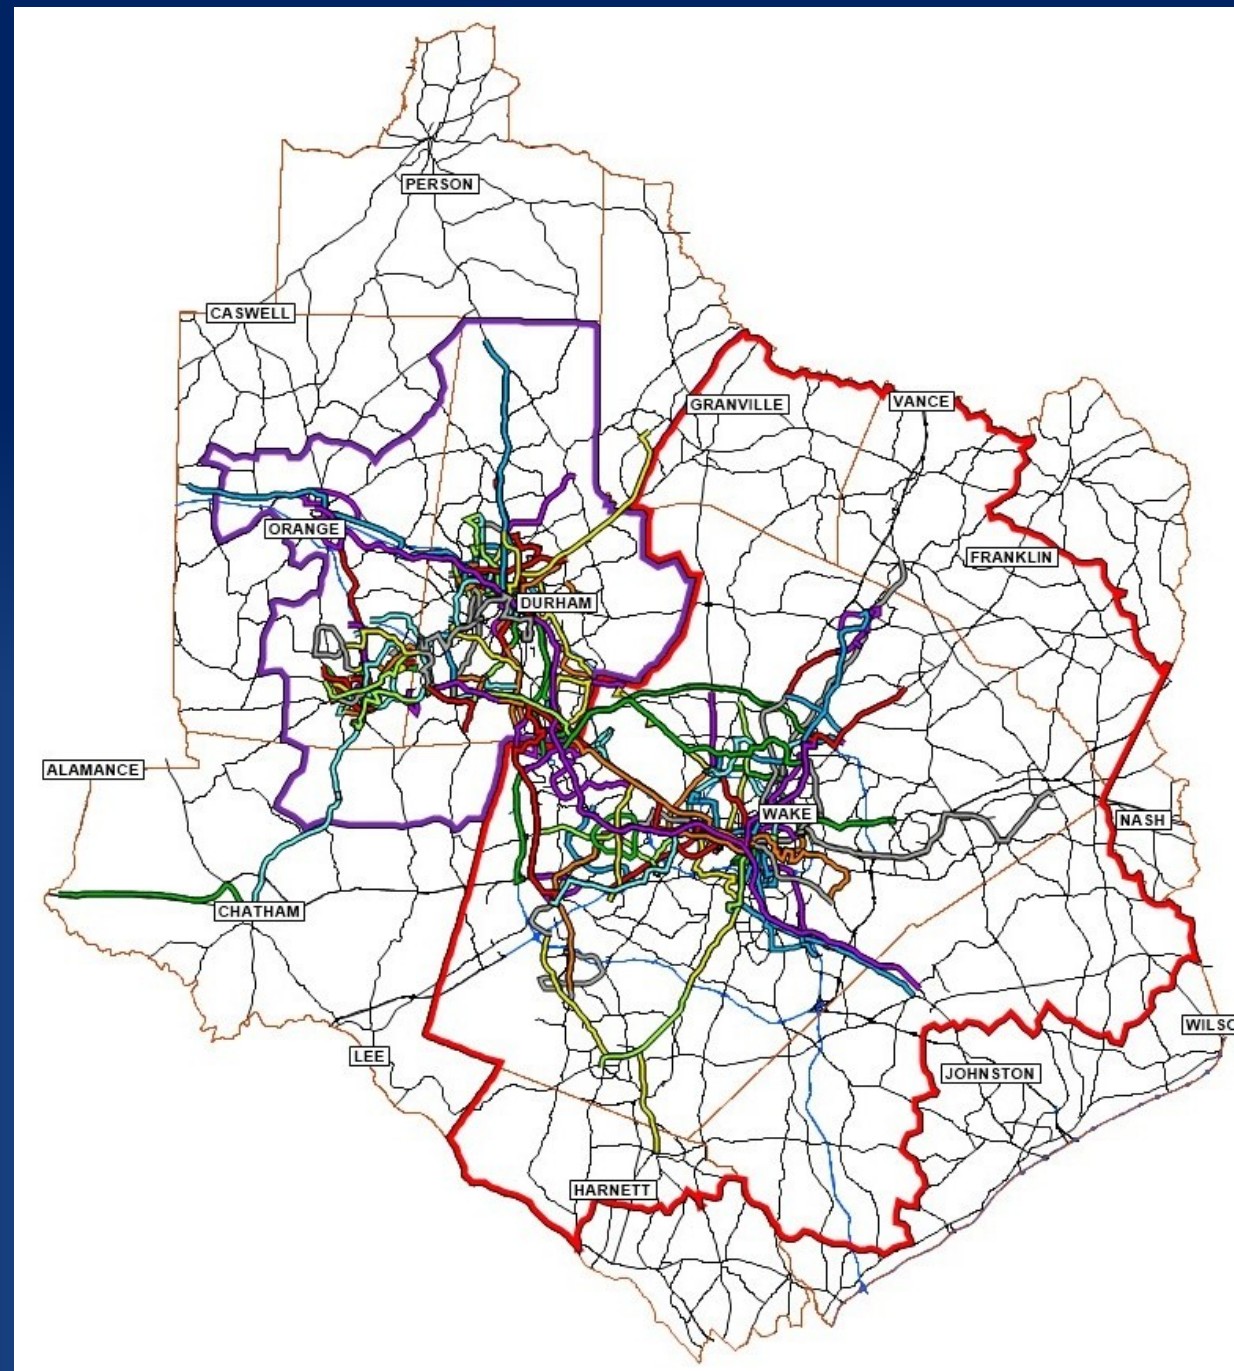 PERSON
CASWELL
GRANVILLE
VANCE
ORANGE
FRANKLIN
DURHAM
ALAMANCE
WAKE
NASH
CHATHAM
WILSO
LEE
JOHNSTON
HARNETT